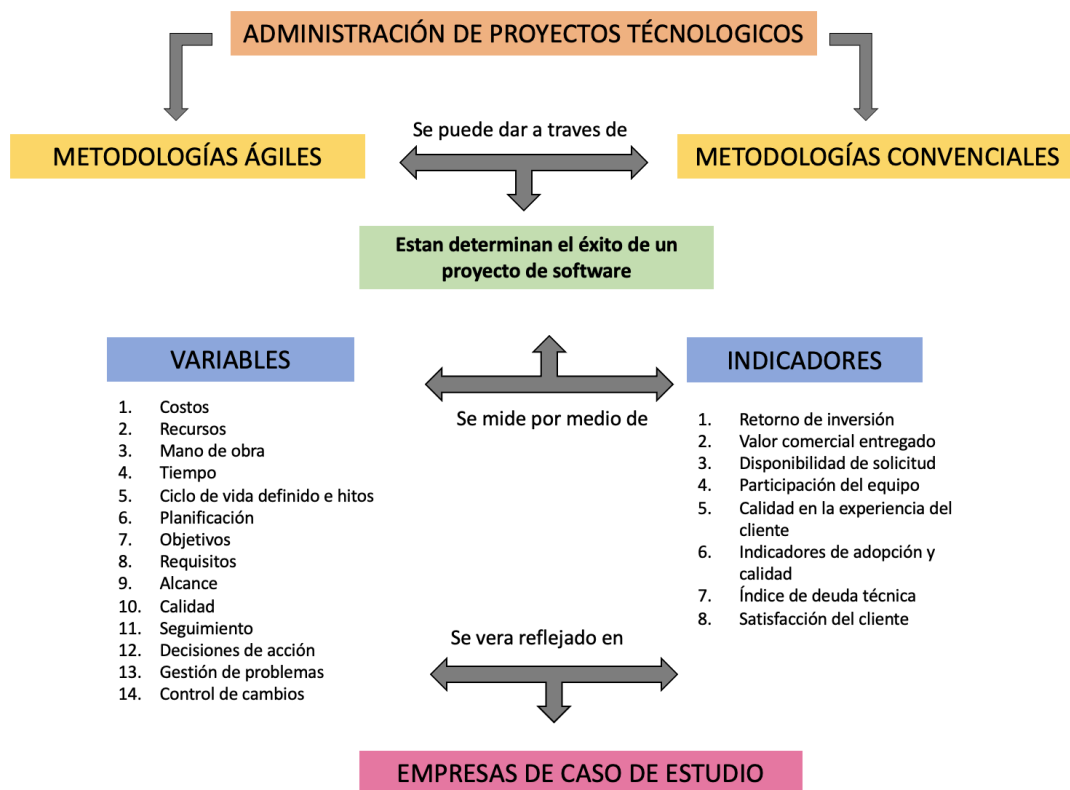 ADMINISTRACIÓN DE PROYECTOS TÉCNOLOGICOS
METODOLOGÍAS ÁGILES
Se puede dar a traves de
METODOLOGÍAS CONVENCIALES
Estan determinan el éxito de un
proyecto de software
VARIABLES
1. Costos
2. Recursos
3. Mano de obra
4. Tiempo
5. Ciclo de vida definido e hitos
6. Planificación
7. Objetivos
8. Requisitos
9. Alcance
10. Calidad
11. Seguimiento
12. Decisiones de acción
13. Gestión de problemas
14. Control de cambios
Se mide por medio de
INDICADORES
1. Retorno de inversión
2. Valor comercial entregado
3. Disponibilidad de solicitud
4. Participación del equipo
5. Calidad en la experiencia del
cliente
6. Indicadores de adopción y
calidad
7. Índice de deuda técnica
8. Satisfacción del cliente
Se vera reflejado en
EMPRESAS DE CASO DE ESTUDIO